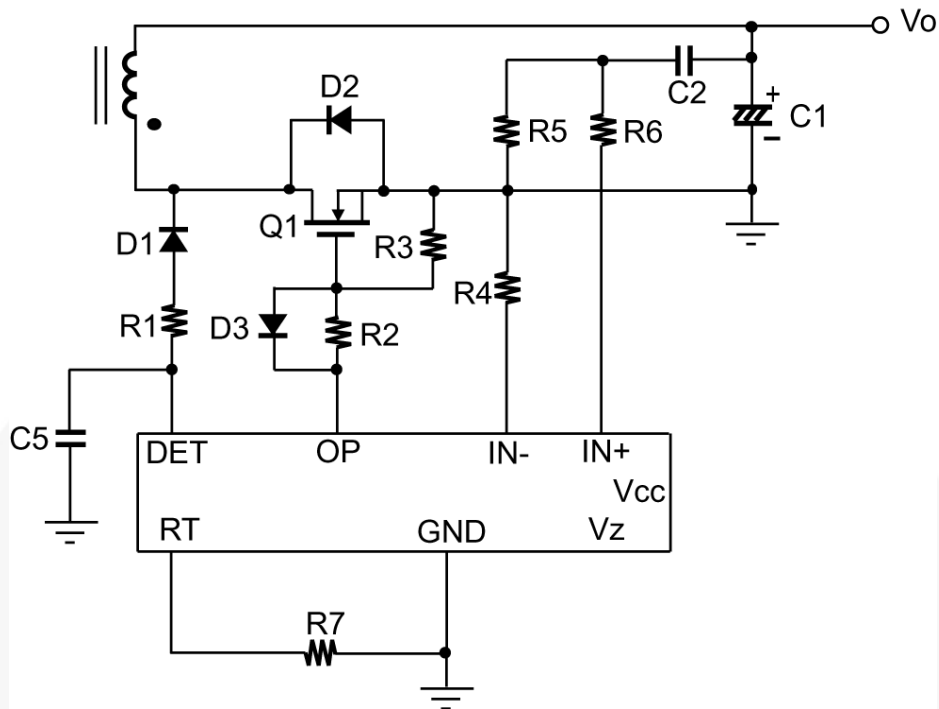 Vo
D2
C2
+
C1
−
R5
R6
Q1
D1
R3
R4
R1
D3
R2
C5
DET
OP
IN-
IN+
Vcc
RT
GND
Vz
R7